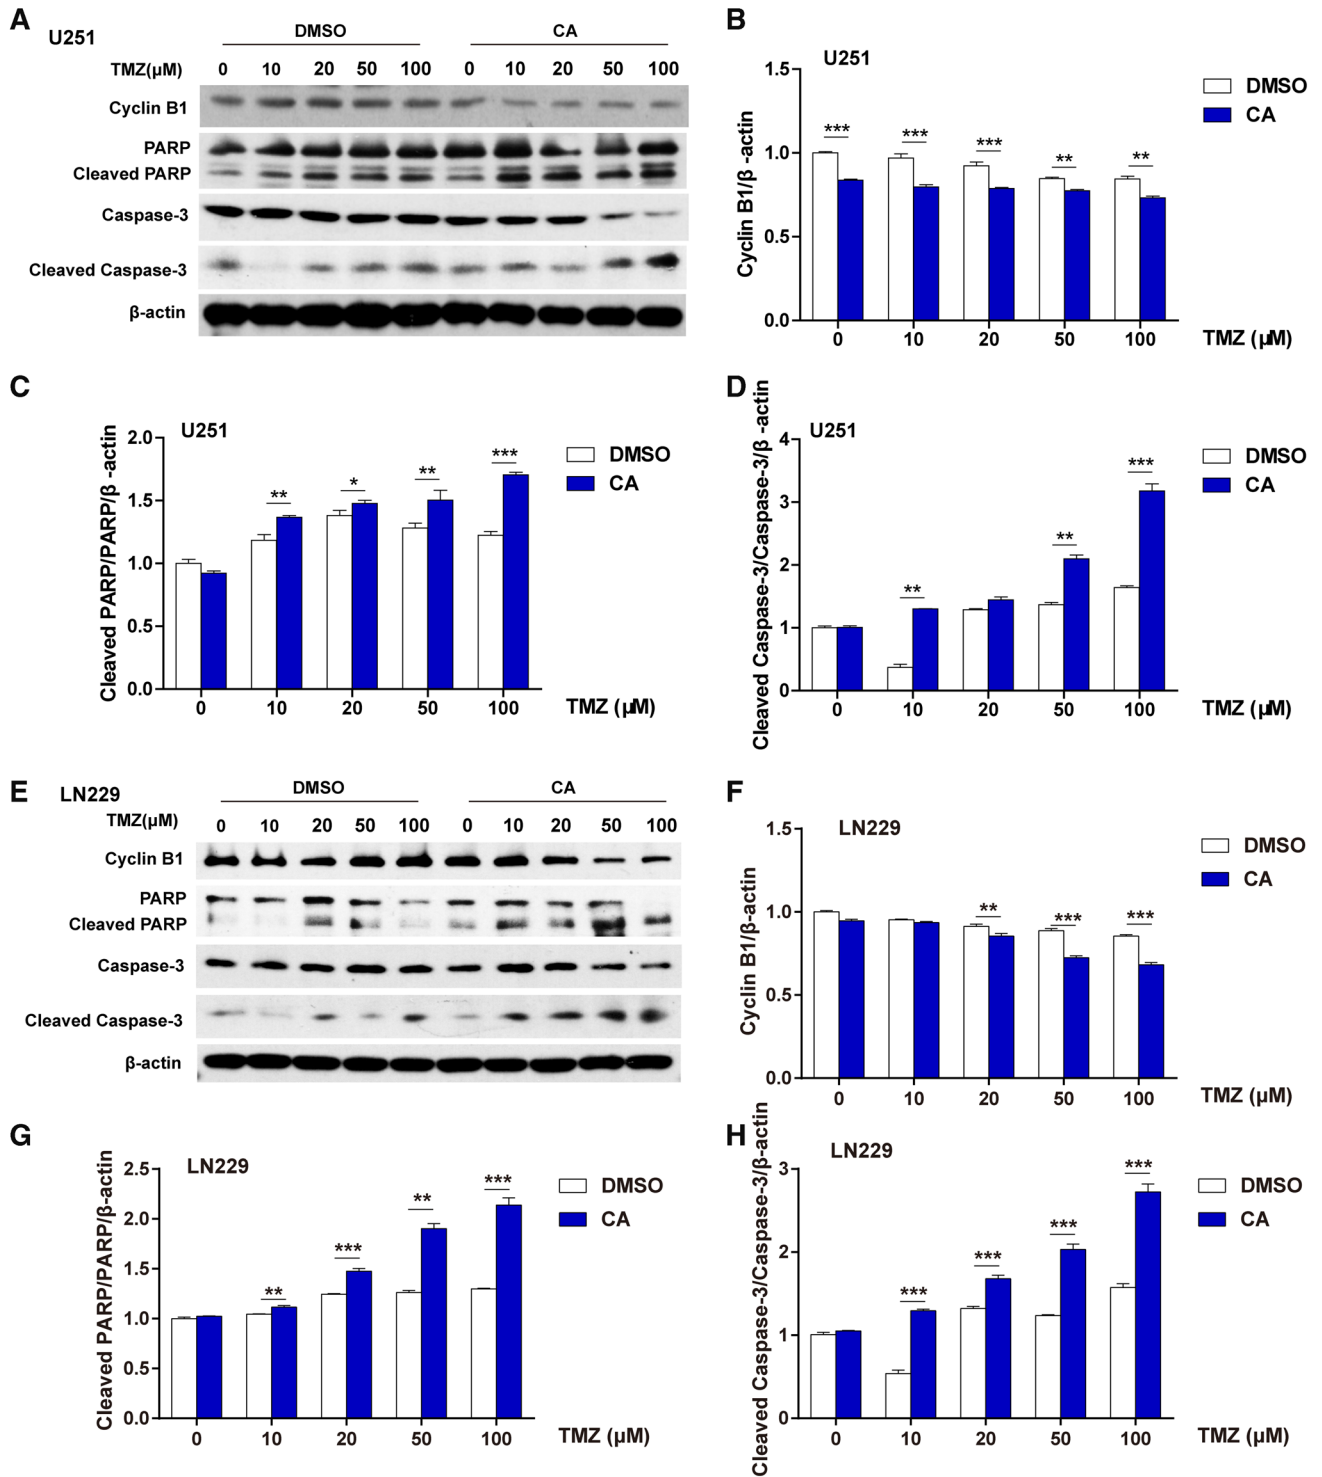 A
U251
DMSO
CA
TMZ(µM)
0 10 20 50 100 0 10 20 50 100
Cyclin B1
PARP
Cleaved PARP
Caspase-3
Cleaved Caspase-3
β-actin
B
U251
Cyclin B1/β -actin
1.5
1.0
0.5
0.0
*** *** *** ** **
0 10 20 50 100
TMZ (µM)
DMSO
CA
C
U251
Cleaved PARP/PARP/β -actin
2.0
1.5
1.0
0.5
0.0
** * ** ***
0 10 20 50 100
TMZ (µM)
DMSO
CA
D
U251
Cleaved Caspase-3/Caspase-3/β -actin
4
3
2
1
0
** ** ***
0 10 20 50 100
TMZ (µM)
DMSO
CA
E
LN229
DMSO
CA
TMZ(µM)
0 10 20 50 100 0 10 20 50 100
Cyclin B1
PARP
Cleaved PARP
Caspase-3
Cleaved Caspase-3
β-actin
F
LN229
Cyclin B1/β-actin
1.5
1.0
0.5
0.0
** *** ***
0 10 20 50 100
TMZ (µM)
DMSO
CA
G
LN229
Cleaved PARP/PARP/β-actin
2.5
2.0
1.5
1.0
0.5
0.0
** *** ** ***
0 10 20 50 100
TMZ (µM)
DMSO
CA
H
LN229
Cleaved Caspase-3/Caspase-3/β-actin
3
2
1
0
*** *** *** ***
0 10 20 50 100
TMZ (µM)
DMSO
CA